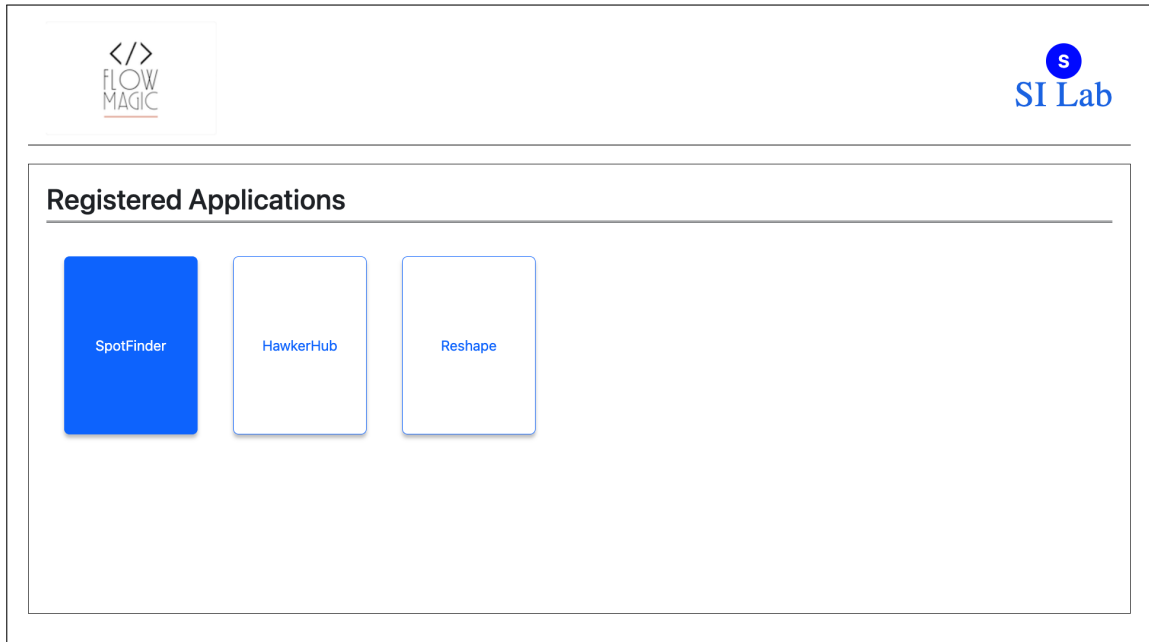 </>
FLOW
MAGIC
S
SI Lab
Registered Applications
SpotFinder
HawkerHub
Reshape